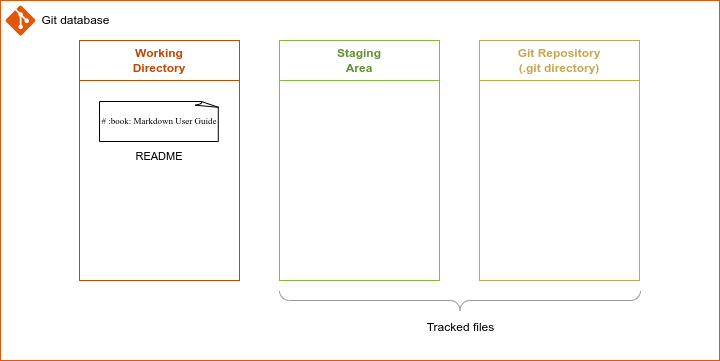 Git database
Working
Directory
Staging
Area
Git Repository
(.git directory)
# :book: Markdown User Guide
README
Tracked files